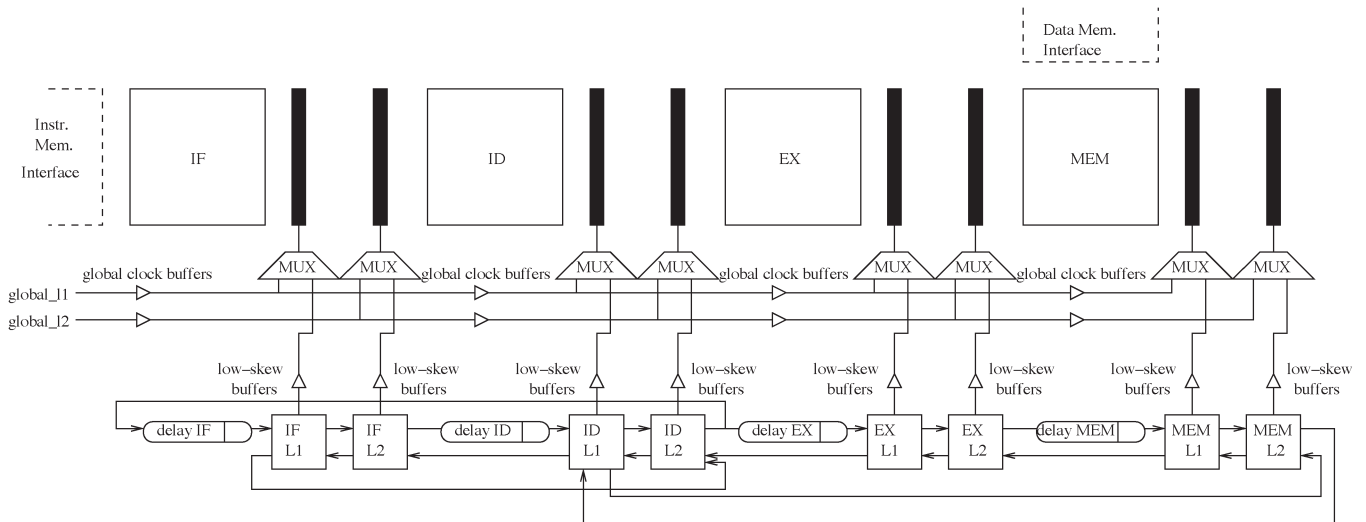 Data Mem.
Interface
Instr.
Mem.
Interface
IF
ID
EX
MEM
MUX
MUX
MUX
MUX
MUX
MUX
MUX
MUX
global clock buffers
global clock buffers
global clock buffers
global clock buffers
global_l1
global_l2
low–skew
buffers
low–skew
buffers
low–skew
buffers
low–skew
buffers
low–skew
buffers
low–skew
buffers
low–skew
buffers
low–skew
buffers
delay IF
IF
L1
IF
L2
delay ID
ID
L1
ID
L2
delay EX
EX
L1
EX
L2
delay MEM
MEM
L1
MEM
L2